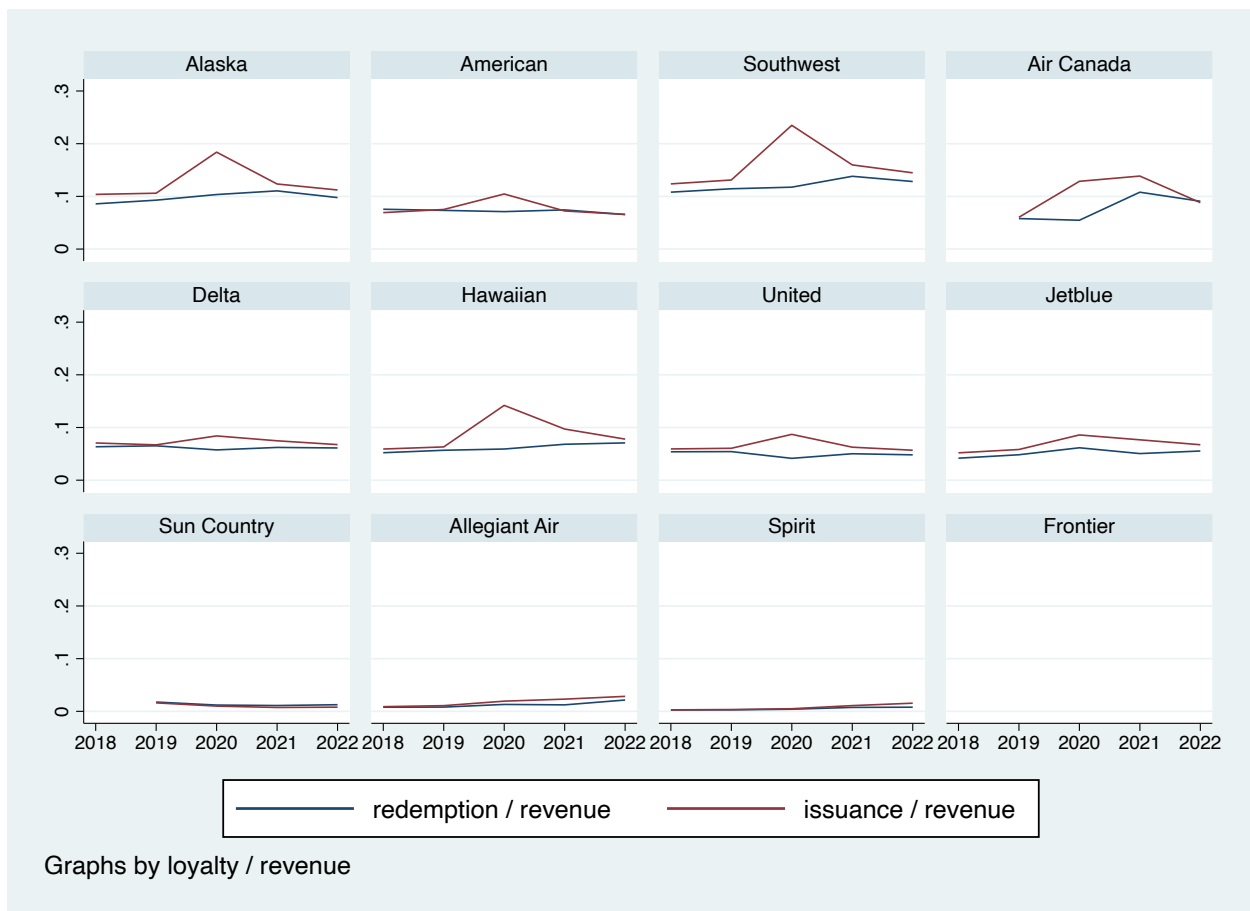 Alaska American Southwest Air Canada
.3
.2
.1
0
Delta Hawaiian United Jetblue
.3
.2
.1
0
Sun Country Allegiant Air Spirit Frontier
.3
.2
.1
0
2018 2019 2020 2021 2022 2018 2019 2020 2021 2022 2018 2019 2020 2021 2022 2018 2019 2020 2021 2022
redemption / revenue issuance / revenue
Graphs by loyalty / revenue